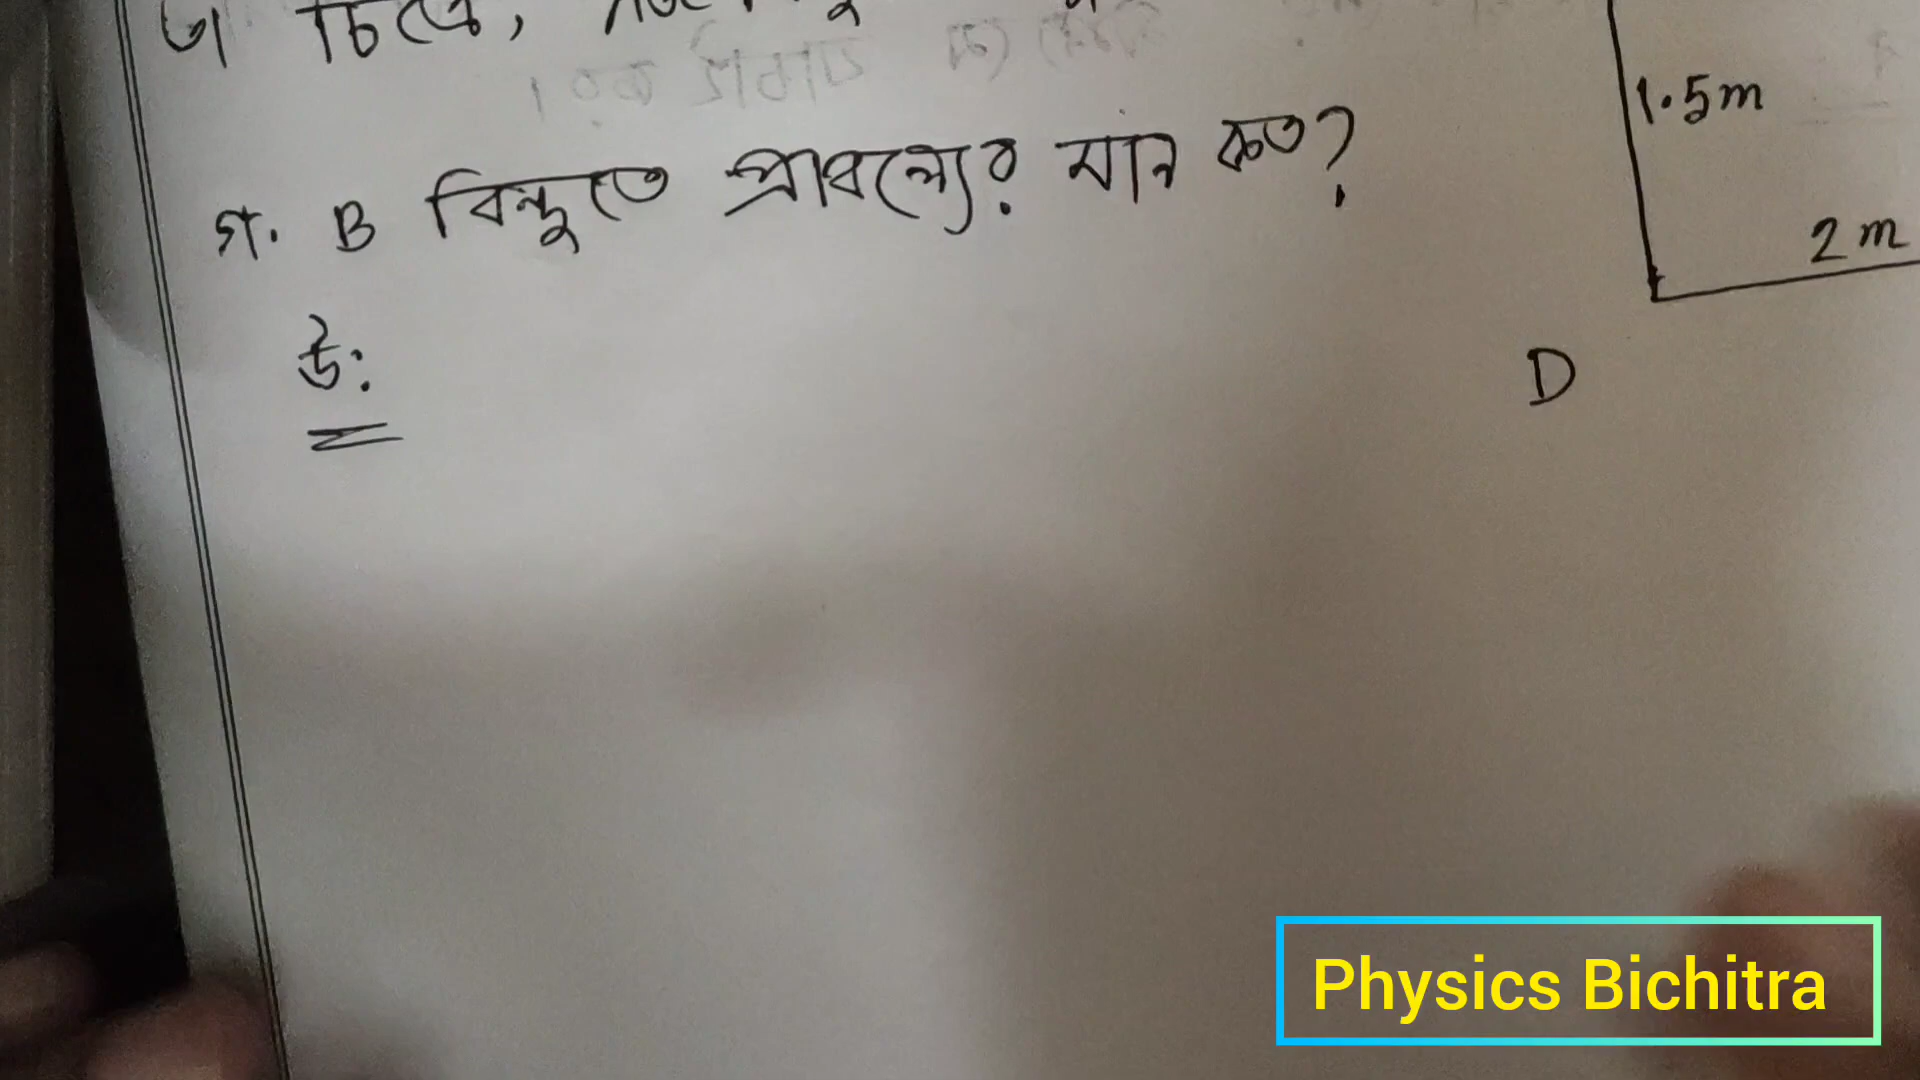 চিত্রে,
1.5m
গ. B বিন্দুতে প্রাবল্যের মান কত?
2m
উ:
D
Physics Bichitra